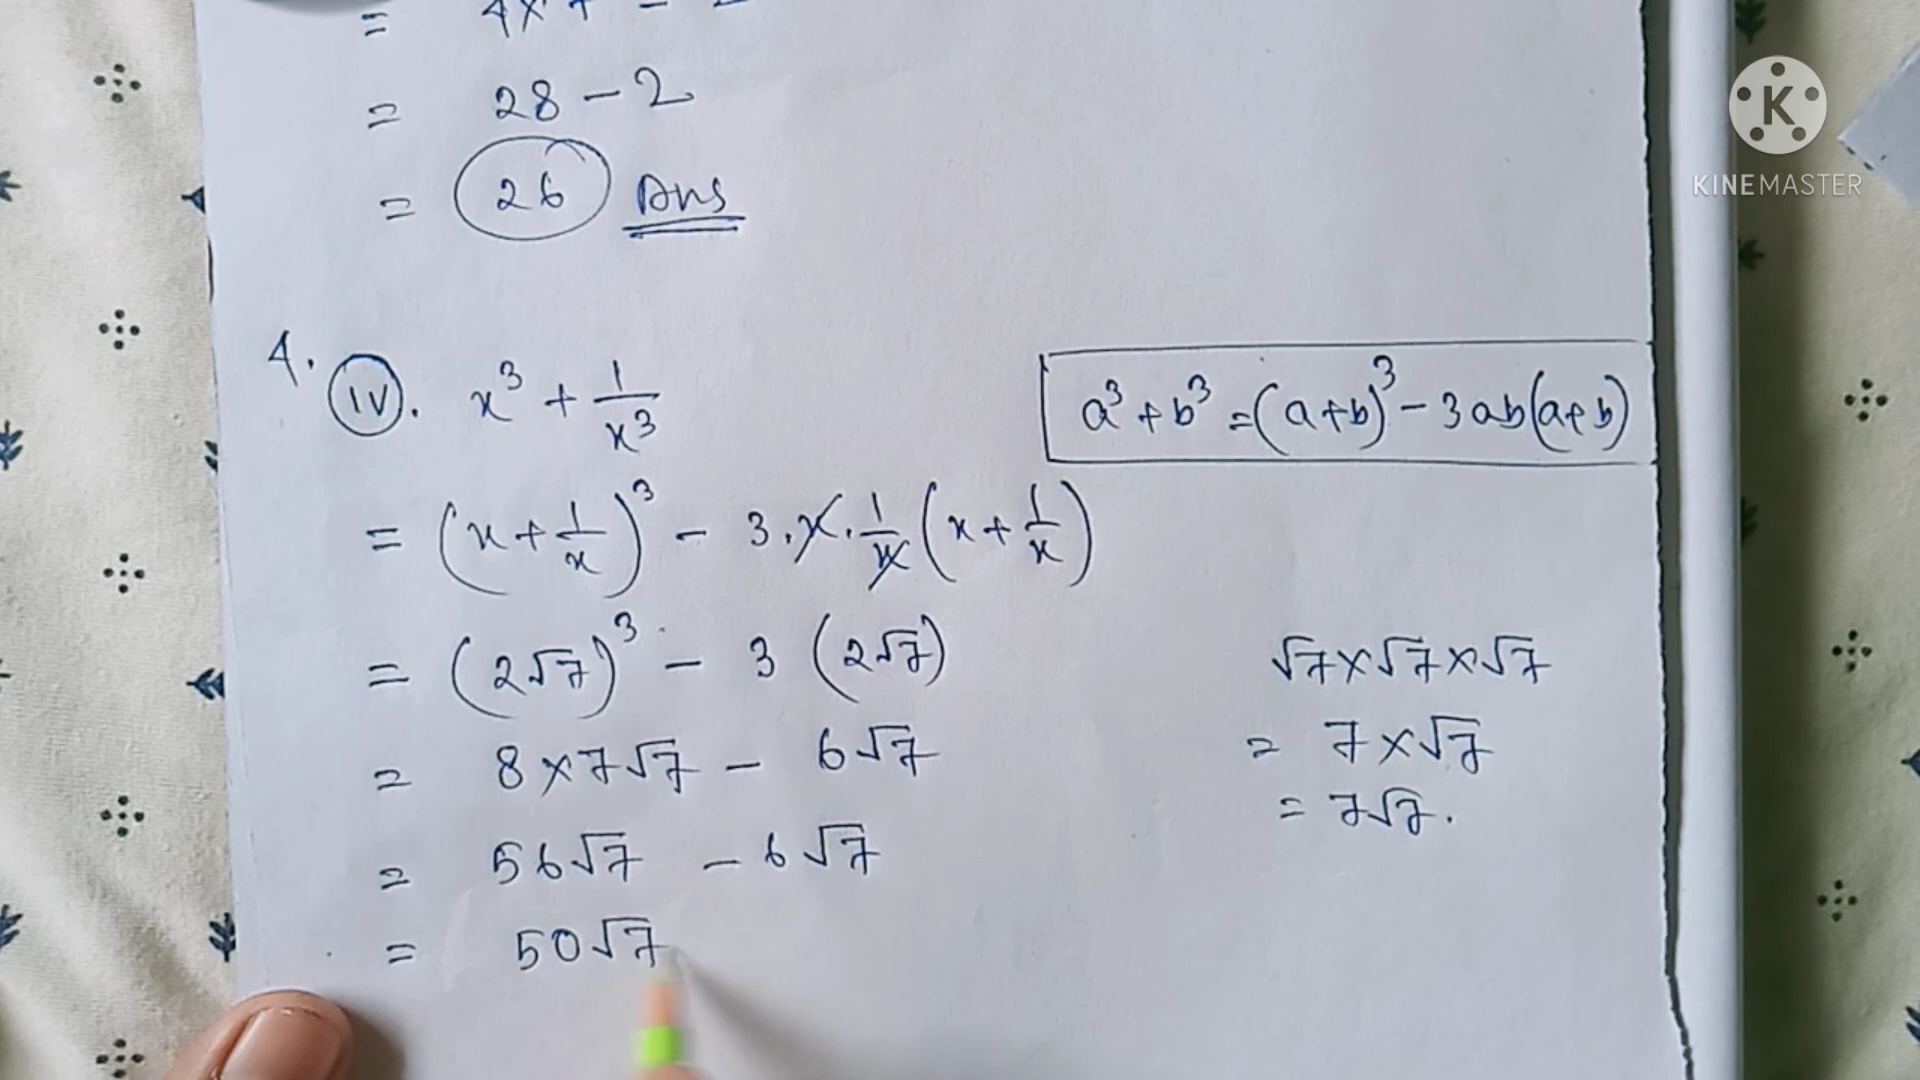 =
= 28 - 2
= 26 Ans
KINEMASTER
4. (iv). x³ + 1/x³
a³ + b³ = (a+b)³ - 3ab(a+b)
= (x + 1/x)³ - 3.x.1/x (x + 1/x)
= (2√7)³ - 3 (2√7)
= 8×7√7 - 6√7
= 56√7 - 6√7
= 50√7
√7×√7×√7
= 7×√7
= 7√7.